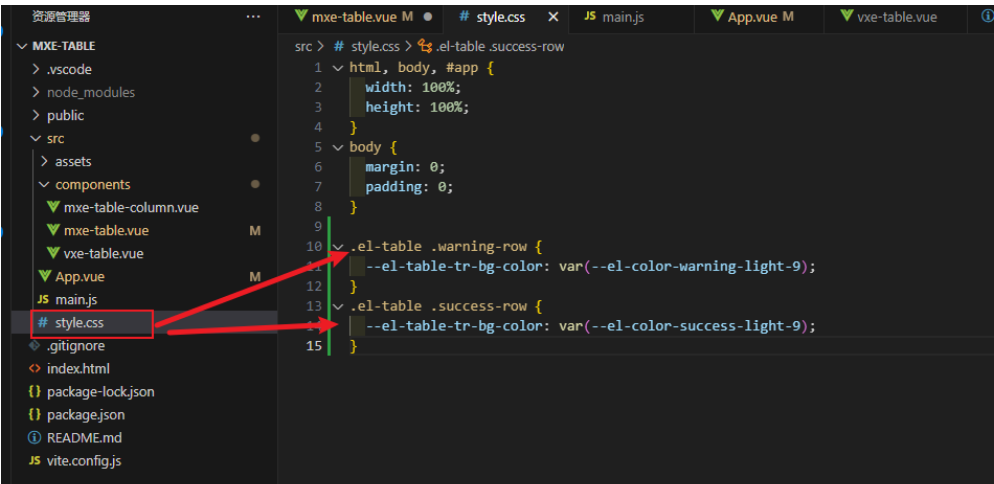 资源管理器 ···
mxe-table.vue M ● # style.css × JS main.js App.vue M vxe-table.vue
MXE-TABLE
.vscode
node_modules
public
src
assets
components
mxe-table-column.vue
mxe-table.vue M
vxe-table.vue
App.vue M
JS main.js
# style.css
.gitignore
index.html
{} package-lock.json
{} package.json
README.md
JS vite.config.js
src > # style.css > .el-table .success-row
1 html, body, #app {
2 width: 100%;
3 height: 100%;
4 }
5 body {
6 margin: 0;
7 padding: 0;
8 }
9
10 .el-table .warning-row {
11 --el-table-tr-bg-color: var(--el-color-warning-light-9);
12 }
13 .el-table .success-row {
--el-table-tr-bg-color: var(--el-color-success-light-9);
15 }